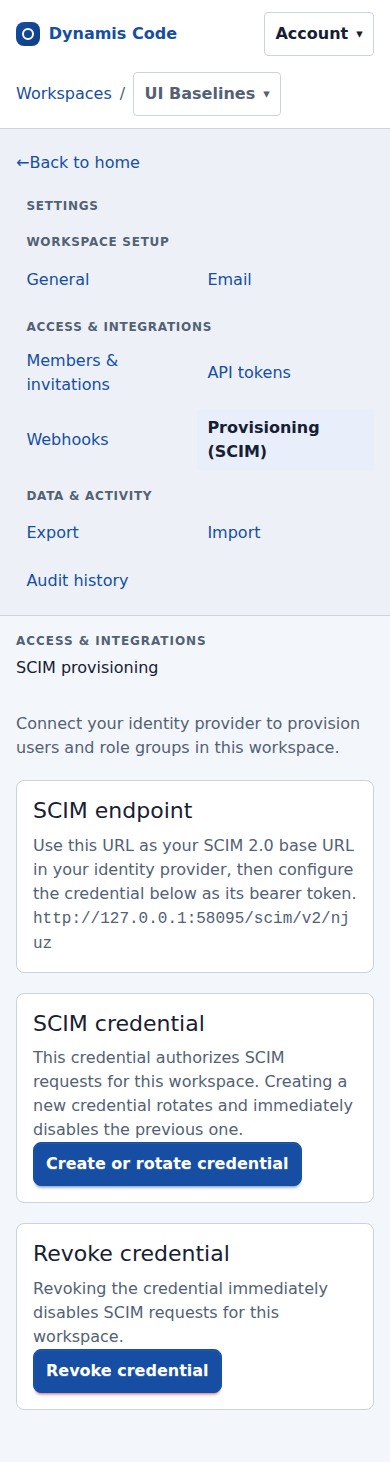 Dynamis Code
Account ▾
Workspaces / UI Baselines ▾
←Back to home
SETTINGS
WORKSPACE SETUP
General
Email
ACCESS & INTEGRATIONS
Members &
invitations
API tokens
Webhooks
Provisioning
(SCIM)
DATA & ACTIVITY
Export
Import
Audit history
ACCESS & INTEGRATIONS
SCIM provisioning
Connect your identity provider to provision
users and role groups in this workspace.
SCIM endpoint
Use this URL as your SCIM 2.0 base URL
in your identity provider, then configure
the credential below as its bearer token.
http://127.0.0.1:58095/scim/v2/nj
uz
SCIM credential
This credential authorizes SCIM
requests for this workspace. Creating a
new credential rotates and immediately
disables the previous one.
Create or rotate credential
Revoke credential
Revoking the credential immediately
disables SCIM requests for this
workspace.
Revoke credential